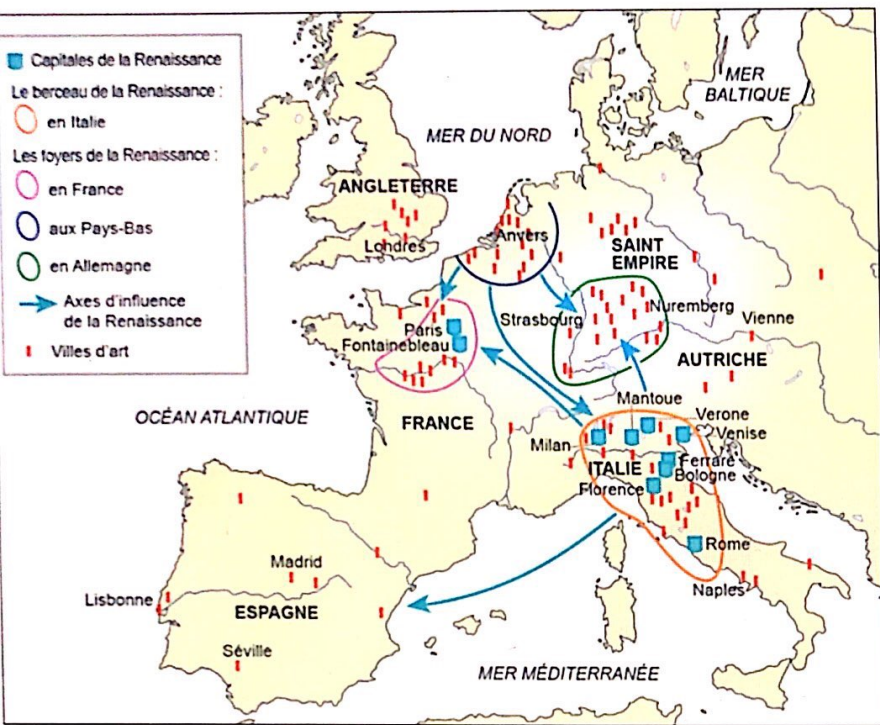 Capitales de la Renaissance
Le berceau de la Renaissance :
en Italie
Les foyers de la Renaissance :
en France
aux Pays-Bas
en Allemagne
Axes d'influence
de la Renaissance
Villes d'art
MER
BALTIQUE
MER DU NORD
ANGLETERRE
Londres
Anvers
SAINT
EMPIRE
Strasbourg
Nuremberg
Paris
Fontainebleau
Vienne
AUTRICHE
OCÉAN ATLANTIQUE
FRANCE
Mantoue
Verone
Venise
Milan
ITALIE
Ferrare
Bologne
Florence
Rome
Naples
Madrid
Lisbonne
ESPAGNE
Séville
MER MÉDITERRANÉE